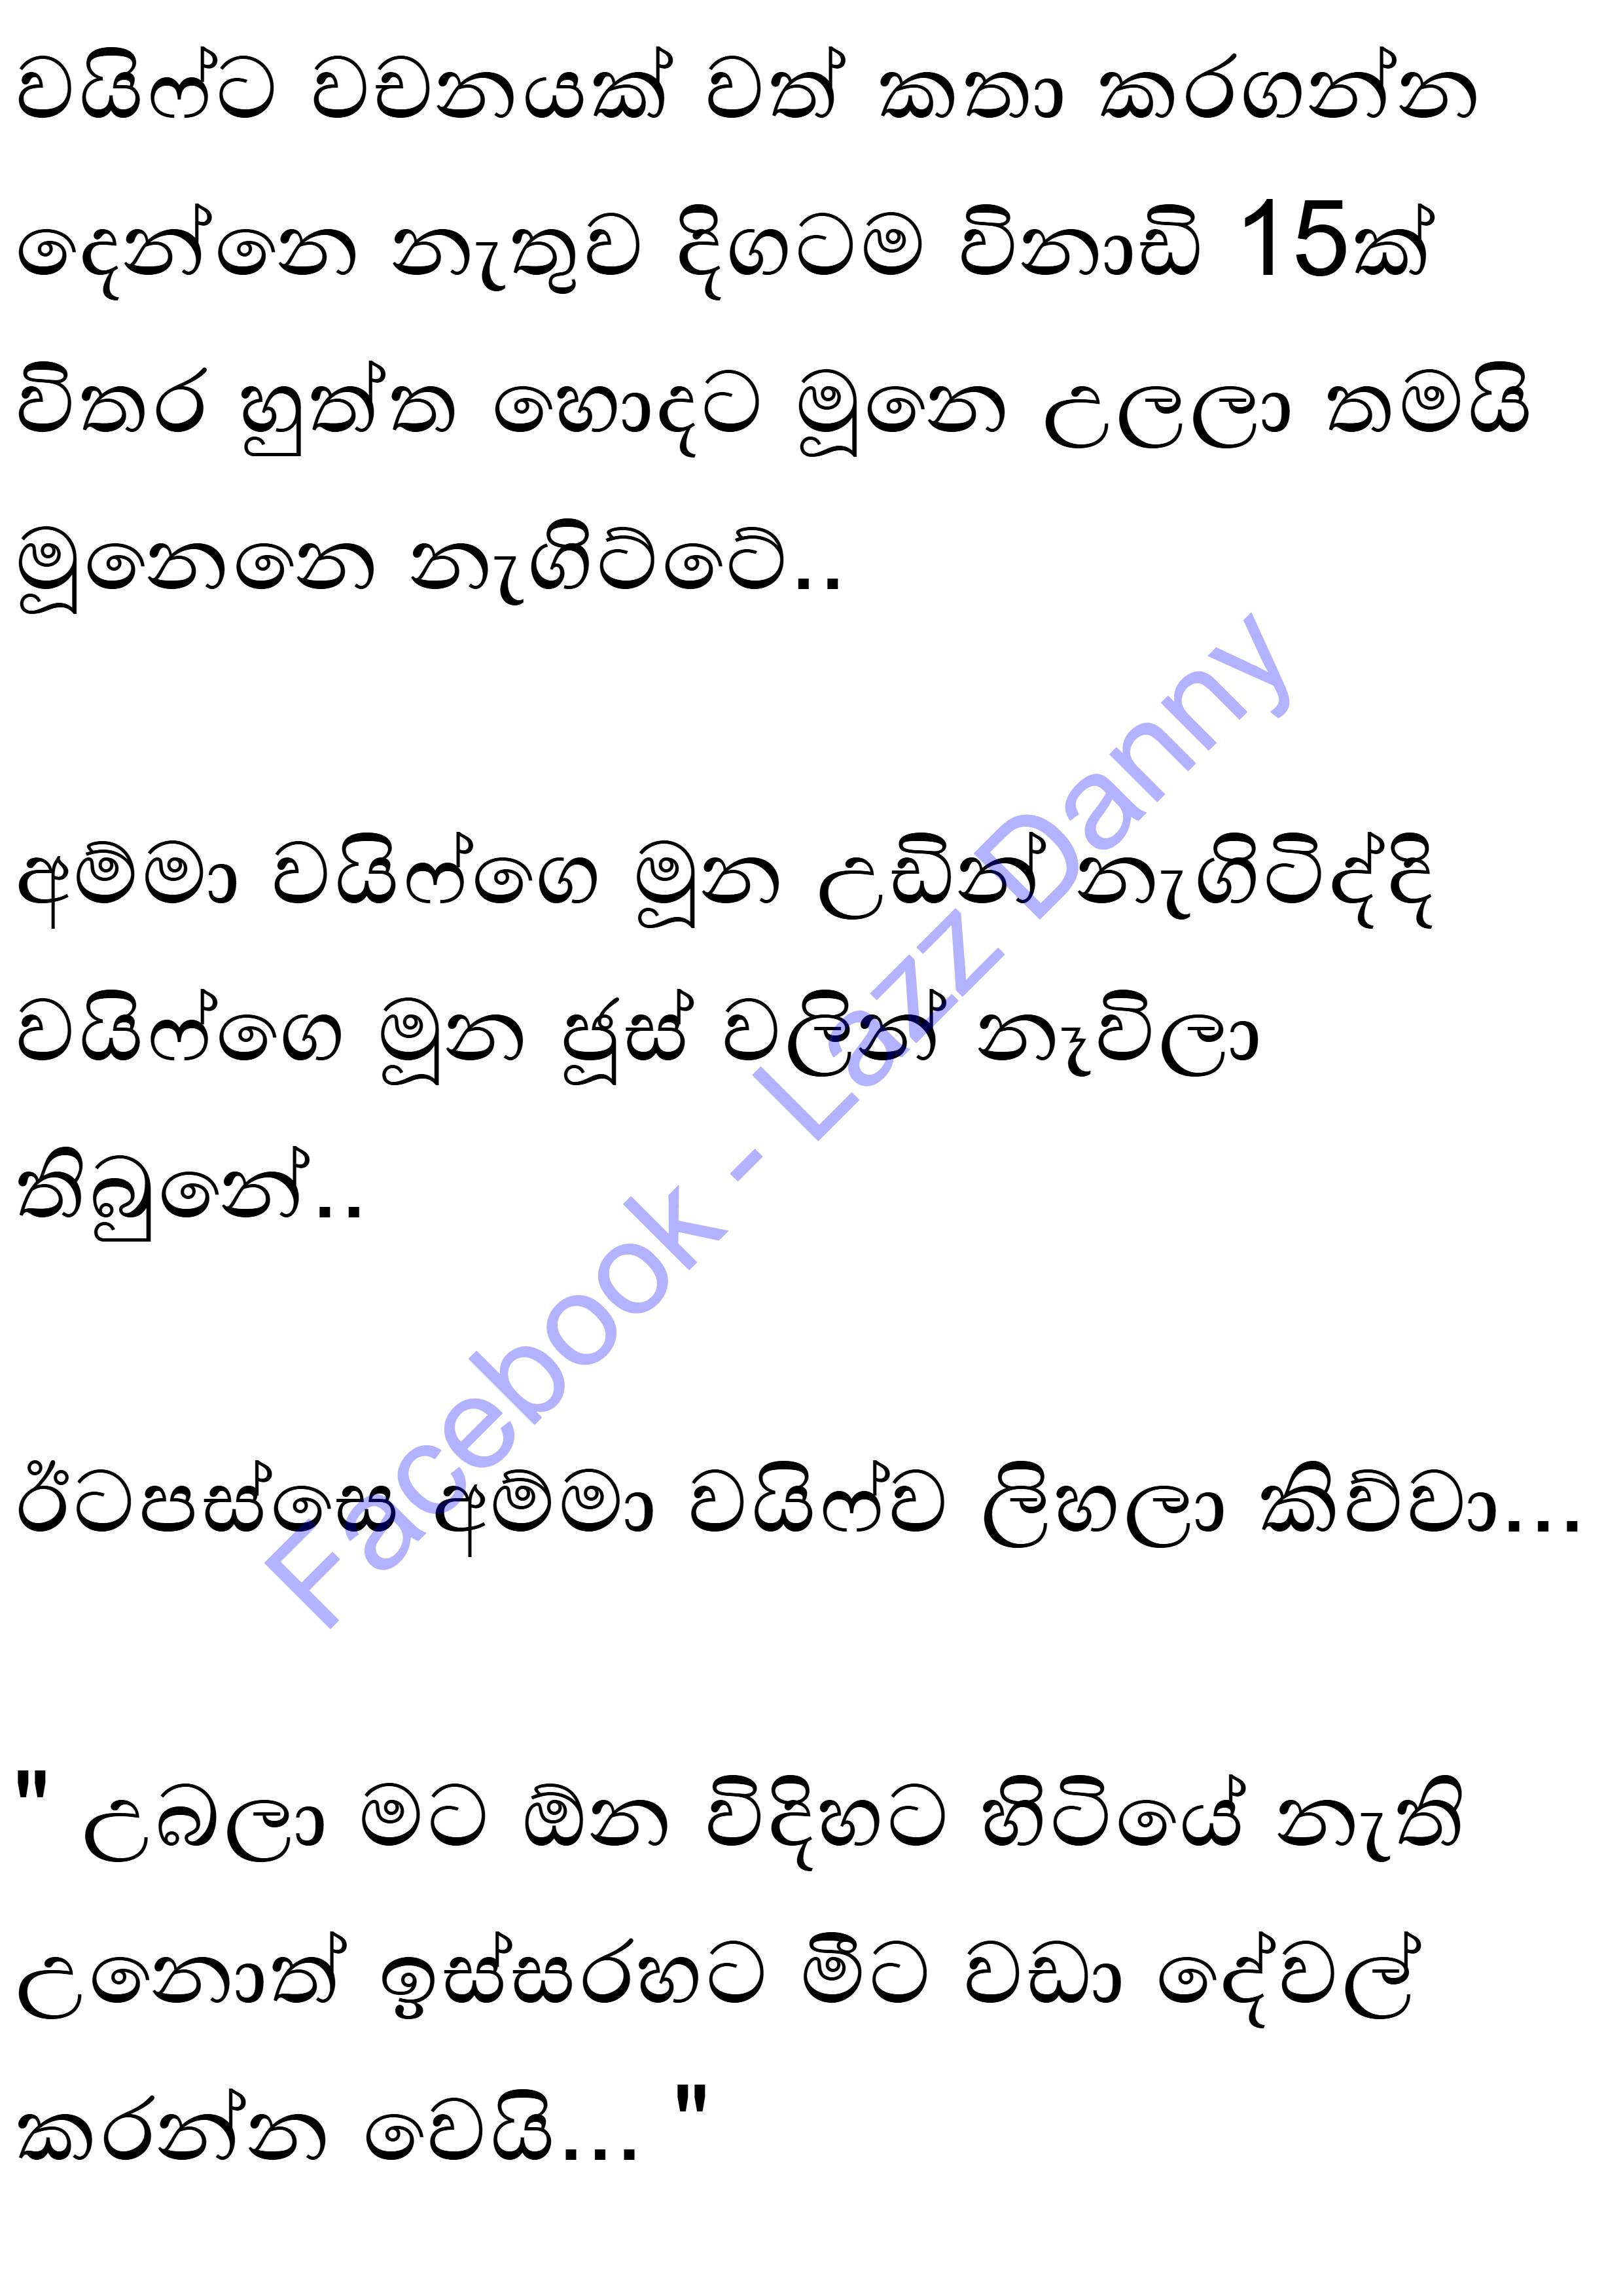 වයිෆ්ට වචනයක් වත් කතා කරගන්න
දෙන්නෙ නැතුව දිගටම විනාඩි 15ක්
විතර හුත්ත හොදට මූනෙ උලලා තමයි
මූනෙනෙ නැගිට්ටේ..
අම්මා වයිෆ්ගෙ මූන උඩින් නැගිටිද්දි
වයිෆ්ගෙ මූන ජූස් වලින් නෑවිලා
තිබුනේ..
ඊටපස්සෙ අම්මා වයිෆ්ව ලිහලා කිව්වා...
" උබලා මට ඕන විදිහට හිටියේ නැති
උනොත් ඉස්සරහට මීට වඩා දේවල්
කරන්න වෙයි... "
Facebook - Lazz Danny